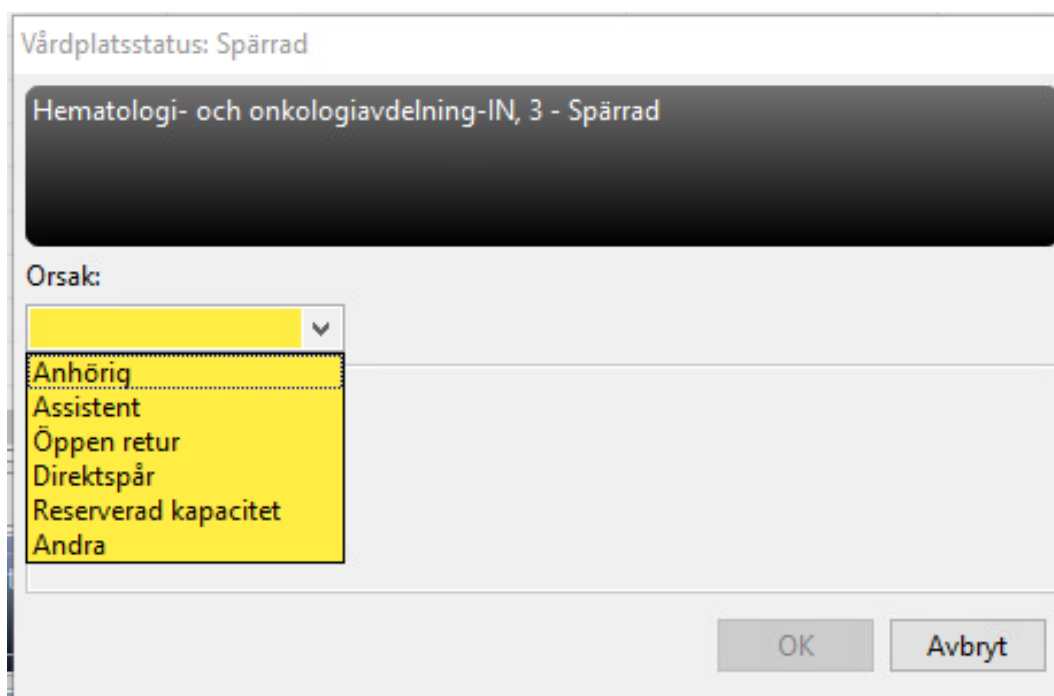 Vårdplatsstatus: Spärrad
Hematologi- och onkologiavdelning-IN, 3 - Spärrad
Orsak:
Anhörig
Assistent
Öppen retur
Direktspår
Reserverad kapacitet
Andra
OK
Avbryt